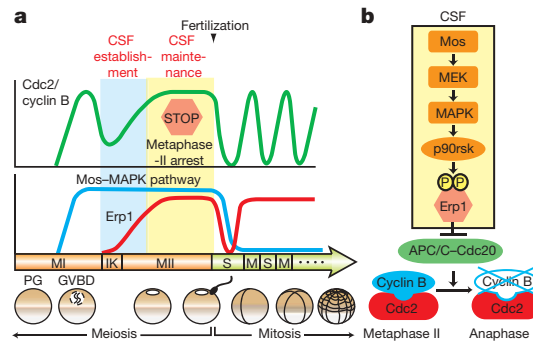 a
Fertilization
CSF
establish-
ment
CSF
mainte-
nance
Cdc2/
cyclin B
STOP
Metaphase
-II arrest
Mos–MAPK pathway
Erp1
MI
IK
MII
S
M
S
M
....
PG
GVBD
Meiosis
Mitosis
b
CSF
Mos
MEK
MAPK
p90rsk
P
P
Erp1
APC/C–Cdc20
Cyclin B
Cdc2
Metaphase II
Cyclin B
Cdc2
Anaphase